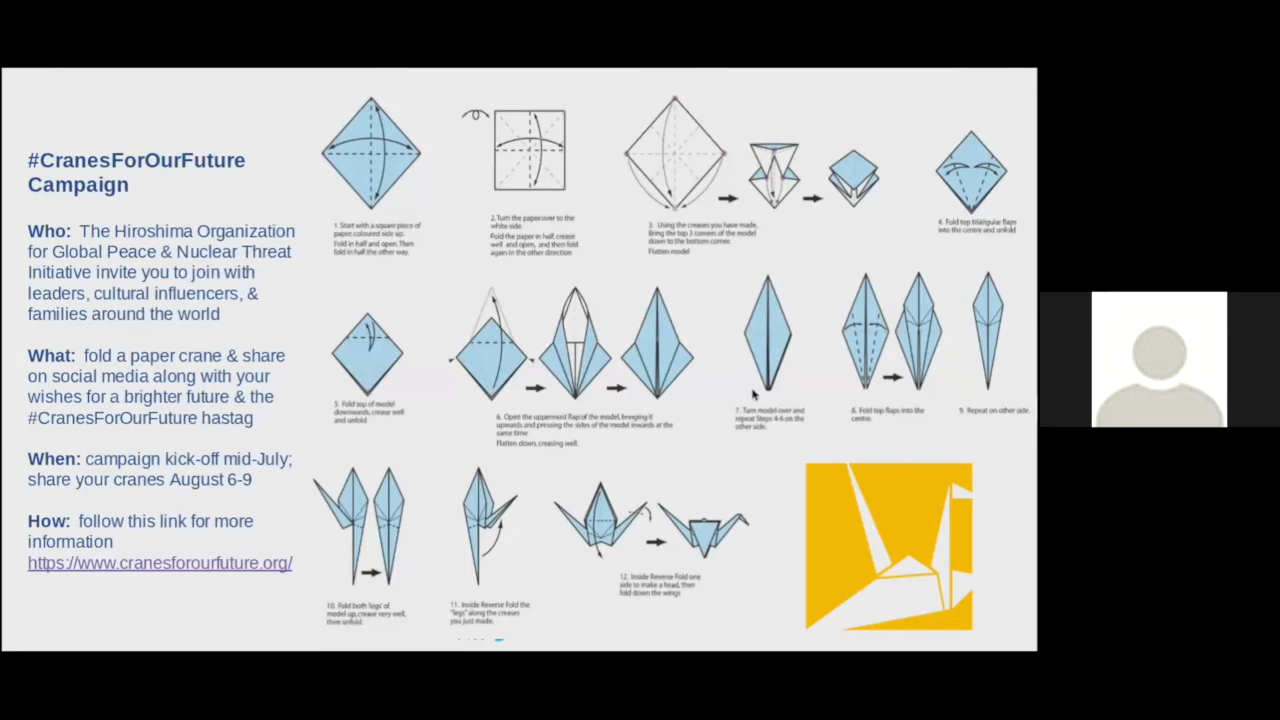 #CranesForOurFuture
Campaign
Who: The Hiroshima Organization
for Global Peace & Nuclear Threat
Initiative invite you to join with
leaders, cultural influencers, &
families around the world
What: fold a paper crane & share
on social media along with your
wishes for a brighter future & the
#CranesForOurFuture hastag
When: campaign kick-off mid-July;
share your cranes August 6-9
How: follow this link for more
information
https://www.cranesforourfuture.org/
1. Start with a square piece of
paper, coloured side up.
Fold in half and open. Then
fold in half the other way.
2. Turn the paper over to the
white side.
Fold the paper in half, crease
well and open, and then fold
again in the other direction
3. Using the creases you have made,
Bring the top 3 corners of the model
down to the bottom corner.
Flatten model
4. Fold top triangular flaps
into the centre and unfold
5. Fold top of model
downwards, crease well
and unfold
6. Open the uppermost flap of the model, bringing it
upwards and pressing the sides of the model inwards at the
same time
Flatten down, creasing well.
7. Turn model over and
repeat Steps 4-6 on the
other side.
8. Fold top flaps into the
centre.
9. Repeat on other side.
10. Fold both 'legs' of
model up, crease very well,
then unfold.
11. Inside Reverse Fold the
"legs" along the creases
you just made.
12. Inside Reverse Fold one
side to make a head, then
fold down the wings